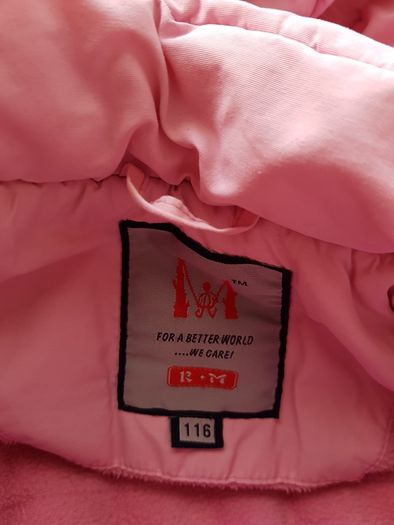 TM
FOR A BETTER WORLD
....WE CARE!
R·M
116